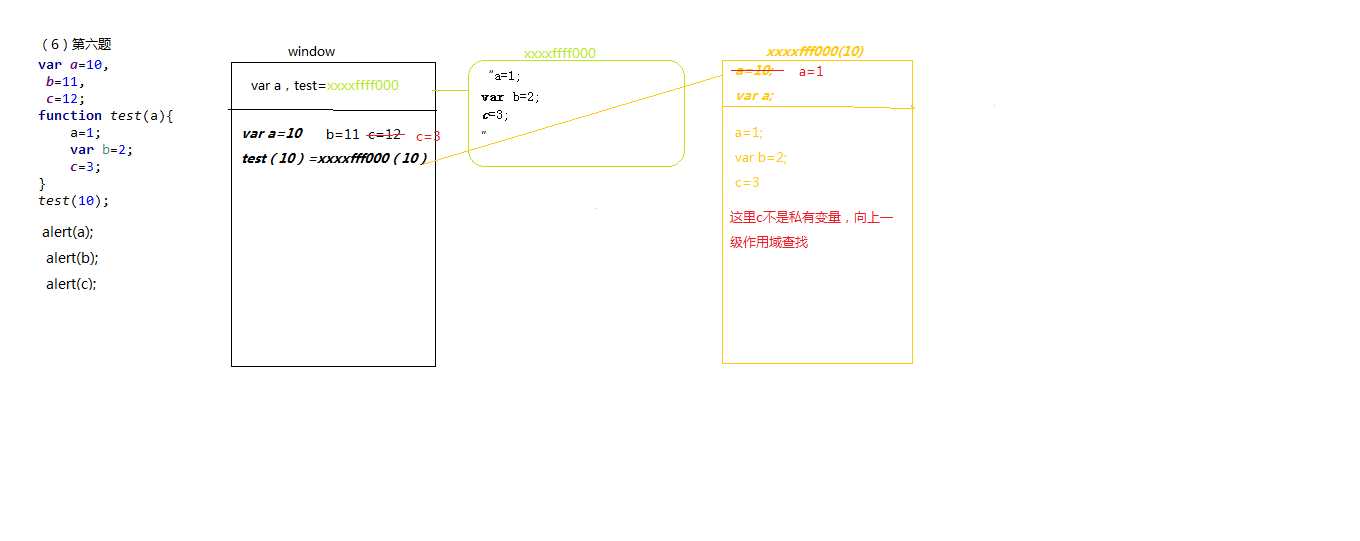 （6）第六题
var a=10,
b=11,
c=12;
function test(a){
a=1;
var b=2;
c=3;
}
test(10);
alert(a);
alert(b);
alert(c);
window
var a，test=xxxxffff000
var a=10 b=11 c=12 c=3
test（10）=xxxxfff000（10）
xxxxffff000
“a=1;
var b=2;
c=3;
”
xxxxfff000(10)
a=10; a=1
var a;
a=1;
var b=2;
c=3
这里c不是私有变量，向上一
级作用域查找